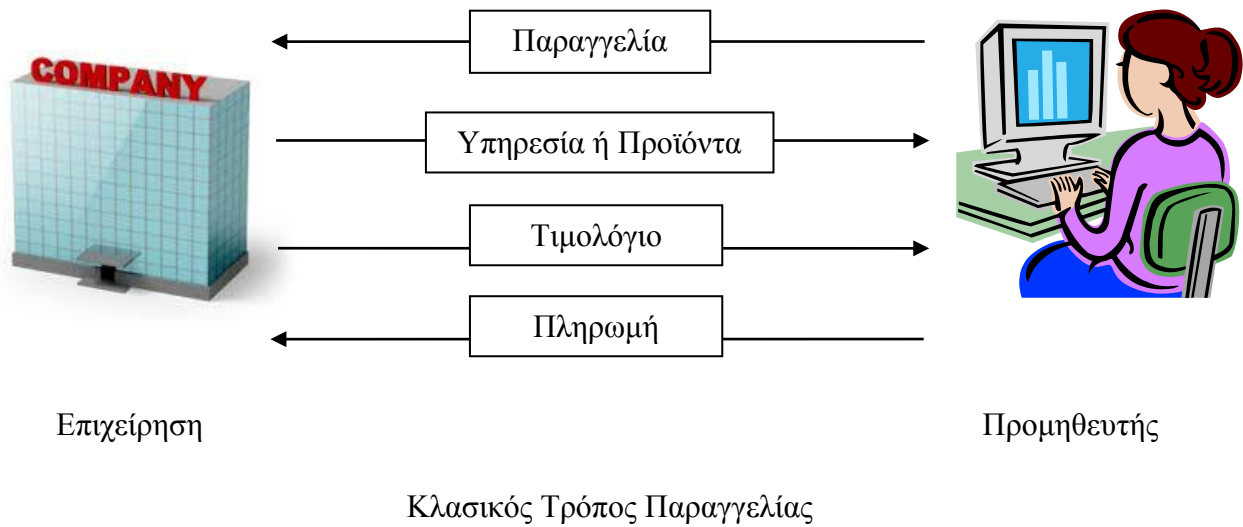 Παραγγελία
COMPANY
Υπηρεσία ή Προϊόντα
Τιμολόγιο
Πληρωμή
Επιχείρηση
Προμηθευτής
Κλασικός Τρόπος Παραγγελίας